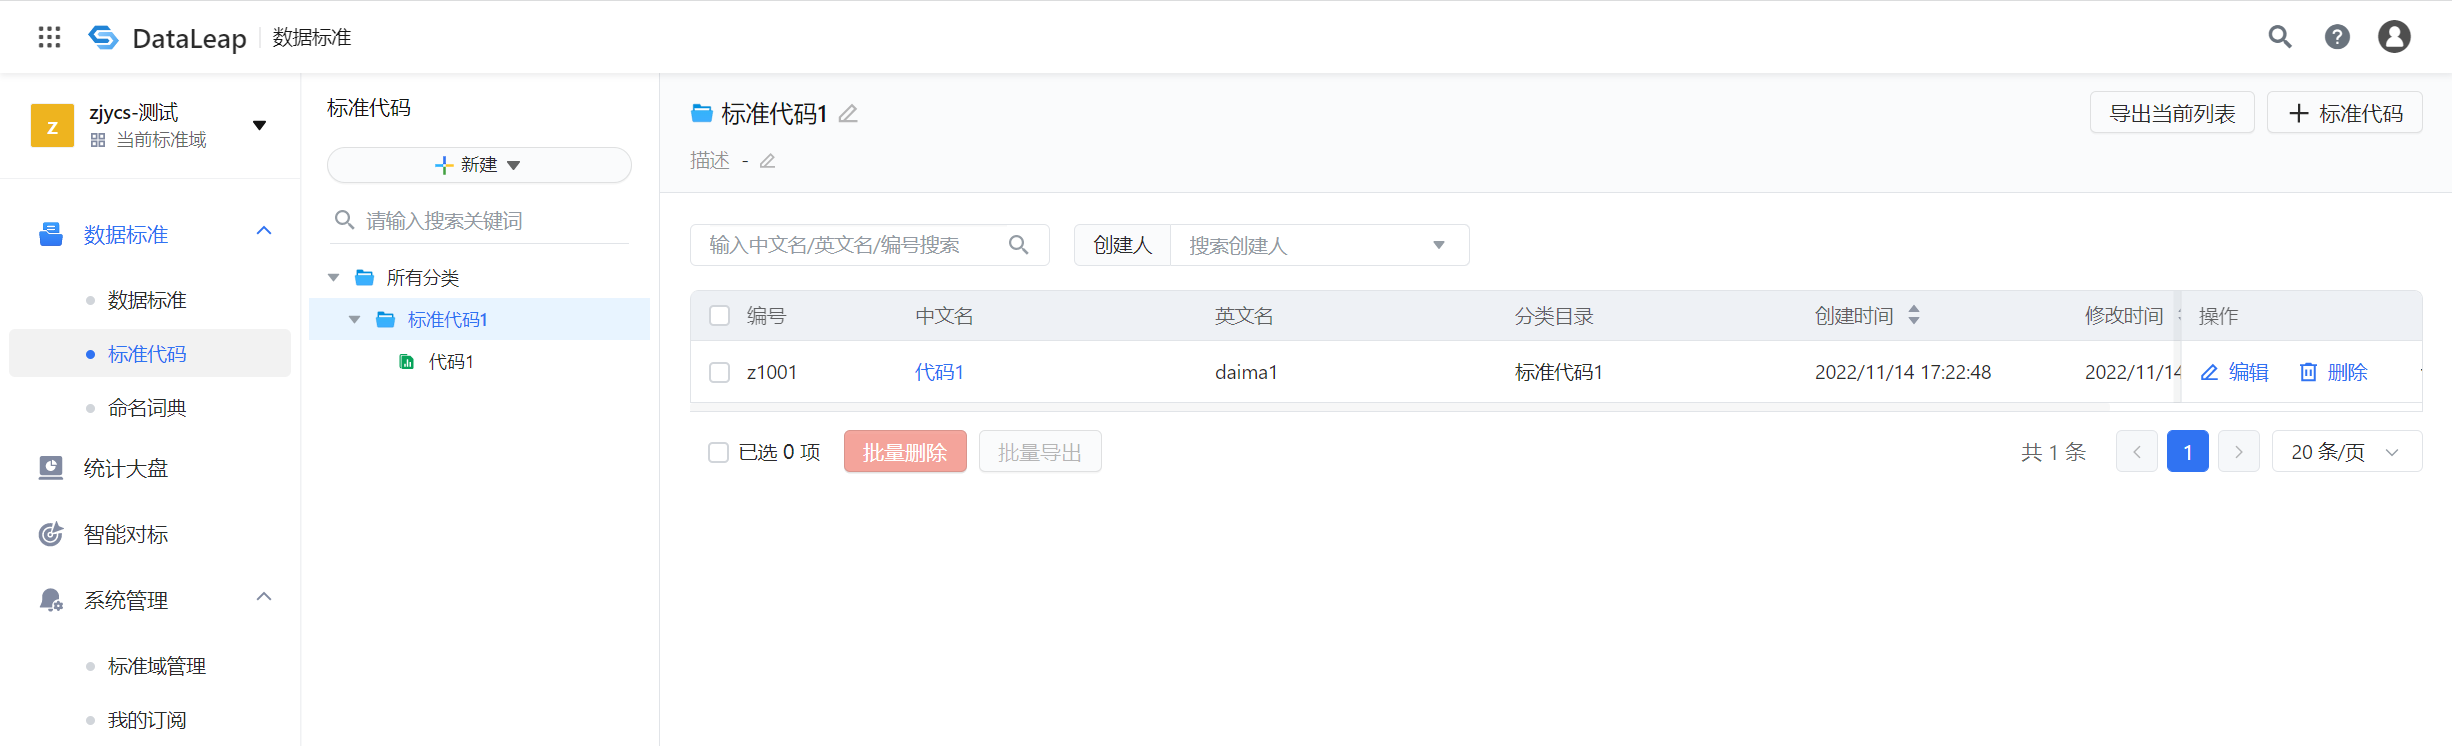 DataLeap 数据标准
z
zjycs-测试
当前标准域
数据标准
数据标准
标准代码
命名词典
统计大盘
智能对标
系统管理
标准域管理
我的订阅
标准代码
新建
请输入搜索关键词
所有分类
标准代码1
代码1
标准代码1
描述 -
导出当前列表
标准代码
输入中文名/英文名/编号搜索
创建人 搜索创建人
编号 中文名 英文名 分类目录 创建时间 修改时间 操作
z1001 代码1 daima1 标准代码1 2022/11/14 17:22:48 2022/11/14 编辑 删除
已选 0 项 批量删除 批量导出 共 1 条 1 20 条/页